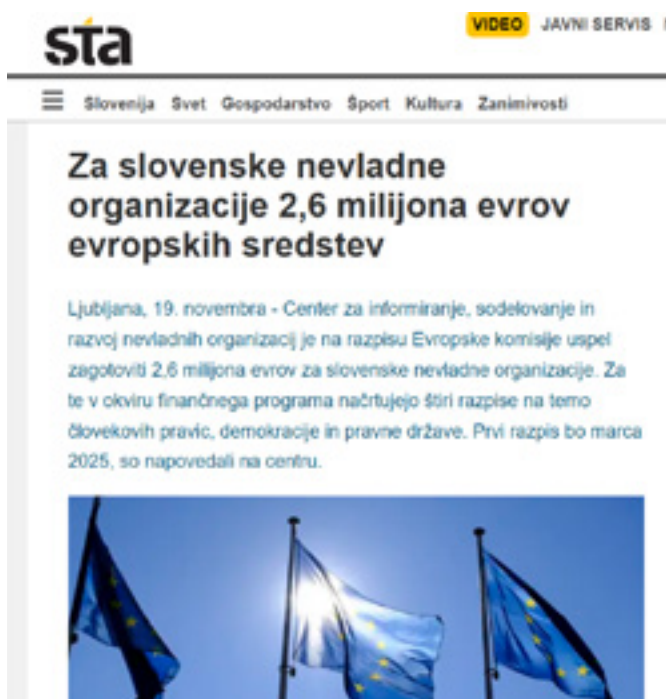 sta
VIDEO JAVNI SERVIS
Slovenija Svet Gospodarstvo Šport Kultura Zanimivosti
Za slovenske nevladne
organizacije 2,6 milijona evrov
evropskih sredstev
Ljubljana, 19. novembra - Center za informiranje, sodelovanje in
razvoj nevladnih organizacij je na razpisu Evropske komisije uspel
zagotoviti 2,6 milijona evrov za slovenske nevladne organizacije. Za
te v okviru finančnega programa načrtujejo štiri razpise na temo
človekovih pravic, demokracije in pravne države. Prvi razpis bo marca
2025, so napovedali na centru.